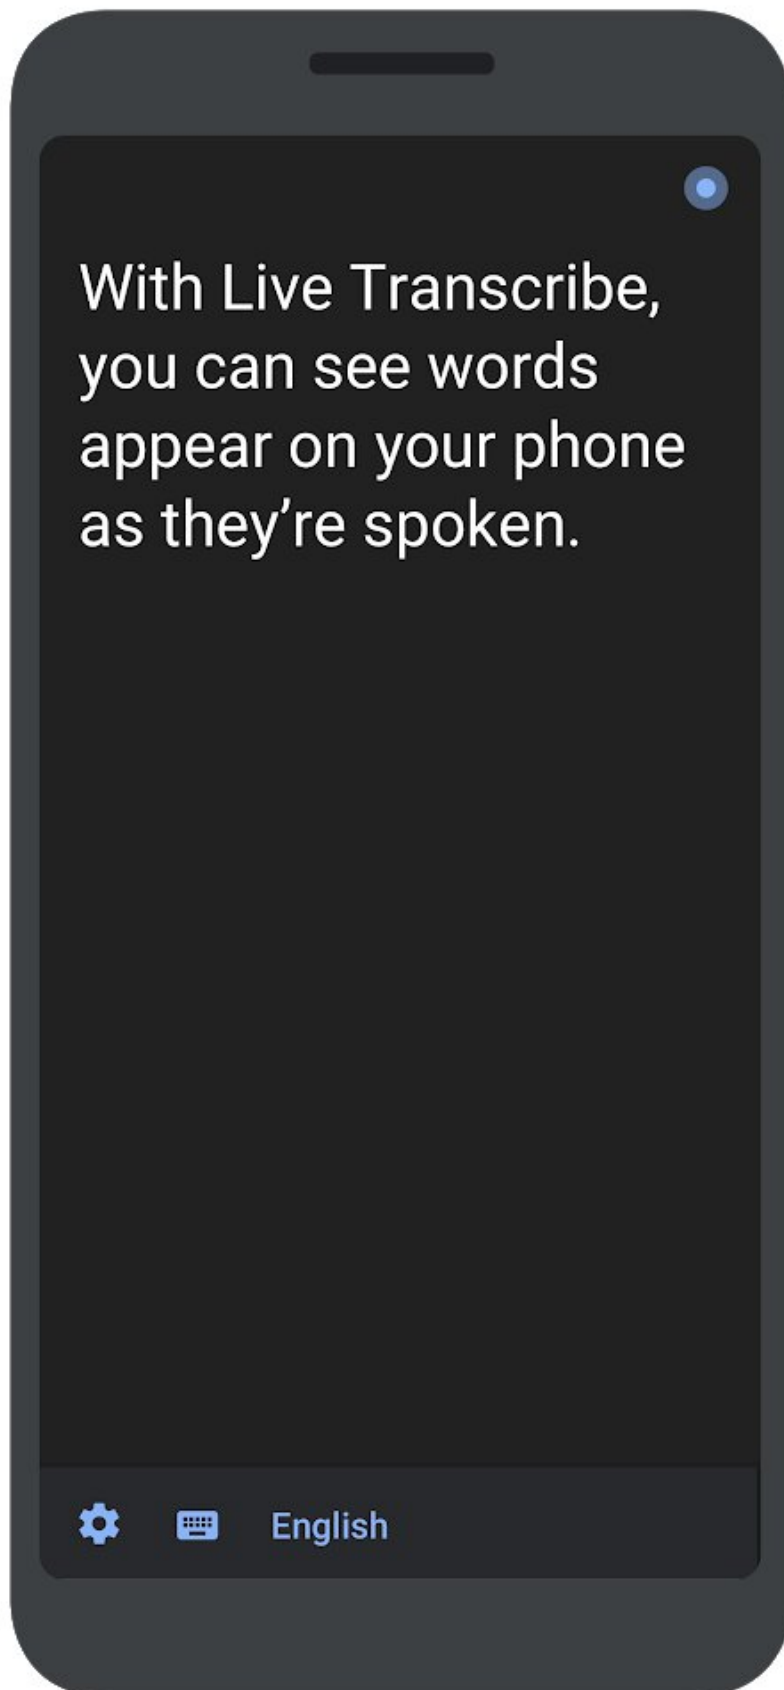 With Live Transcribe,
you can see words
appear on your phone
as they’re spoken.
English